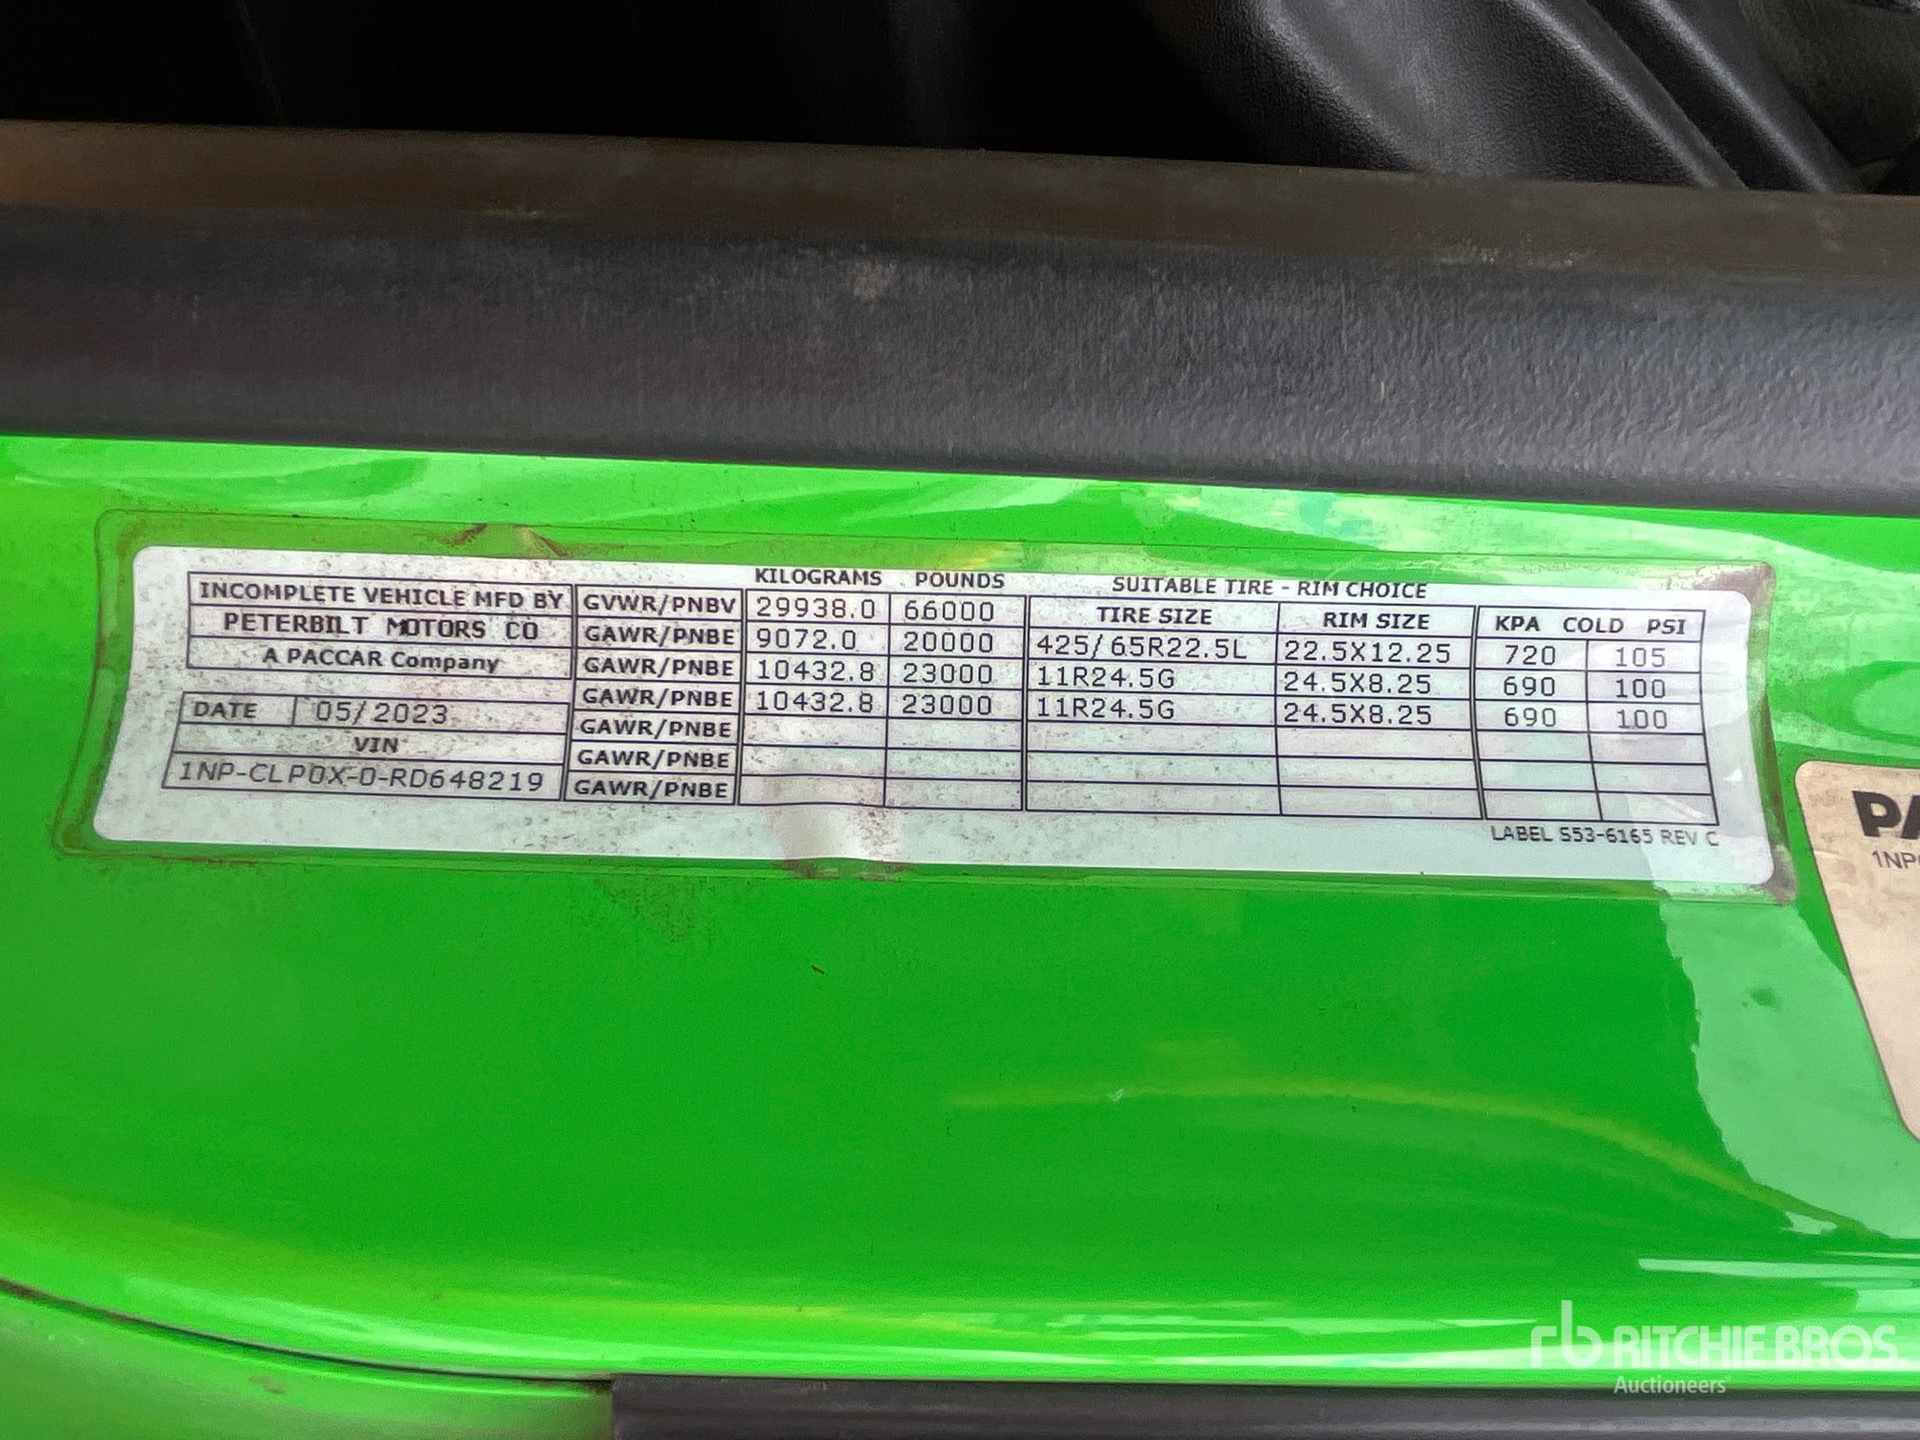 KILOGRAMS POUNDS SUITABLE TIRE - RIM CHOICE
INCOMPLETE VEHICLE MFD BY GVWR/PNBV 29938.0 66000 TIRE SIZE RIM SIZE KPA COLD PSI
PETERBILT MOTORS CO GAWR/PNBE 9072.0 20000 425/65R22.5L 22.5X12.25 720 105
A PACCAR Company GAWR/PNBE 10432.8 23000 11R24.5G 24.5X8.25 690 100
GAWR/PNBE 10432.8 23000 11R24.5G 24.5X8.25 690 100
DATE 05/2023 GAWR/PNBE
VIN GAWR/PNBE
1NP-CLP0X-0-RD648219 GAWR/PNBE
LABEL S53-6165 REV C
PA
1NP
rb RITCHIE BROS.
Auctioneers